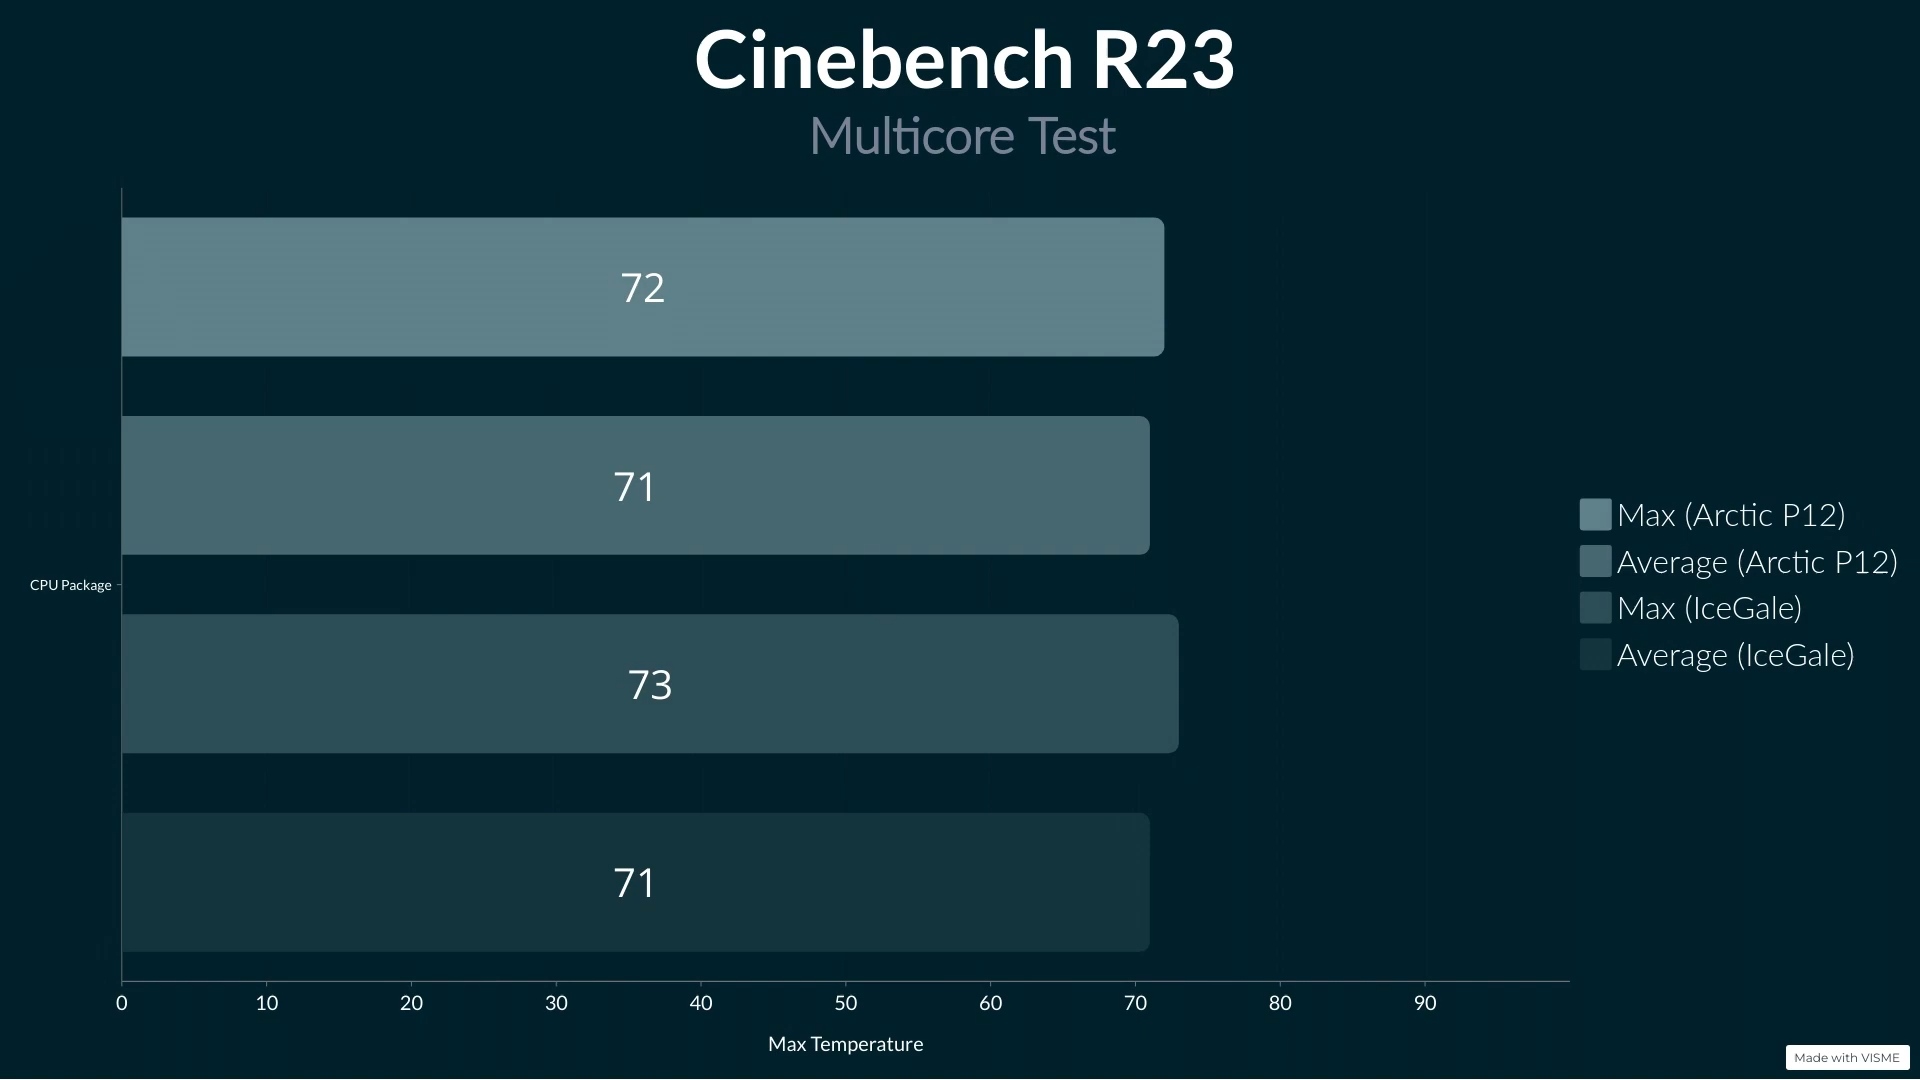 Cinebench R23
Multicore Test
72
71
CPU Package
73
71
Max (Arctic P12)
Average (Arctic P12)
Max (IceGale)
Average (IceGale)
0 10 20 30 40 50 60 70 80 90
Max Temperature
Made with VISME